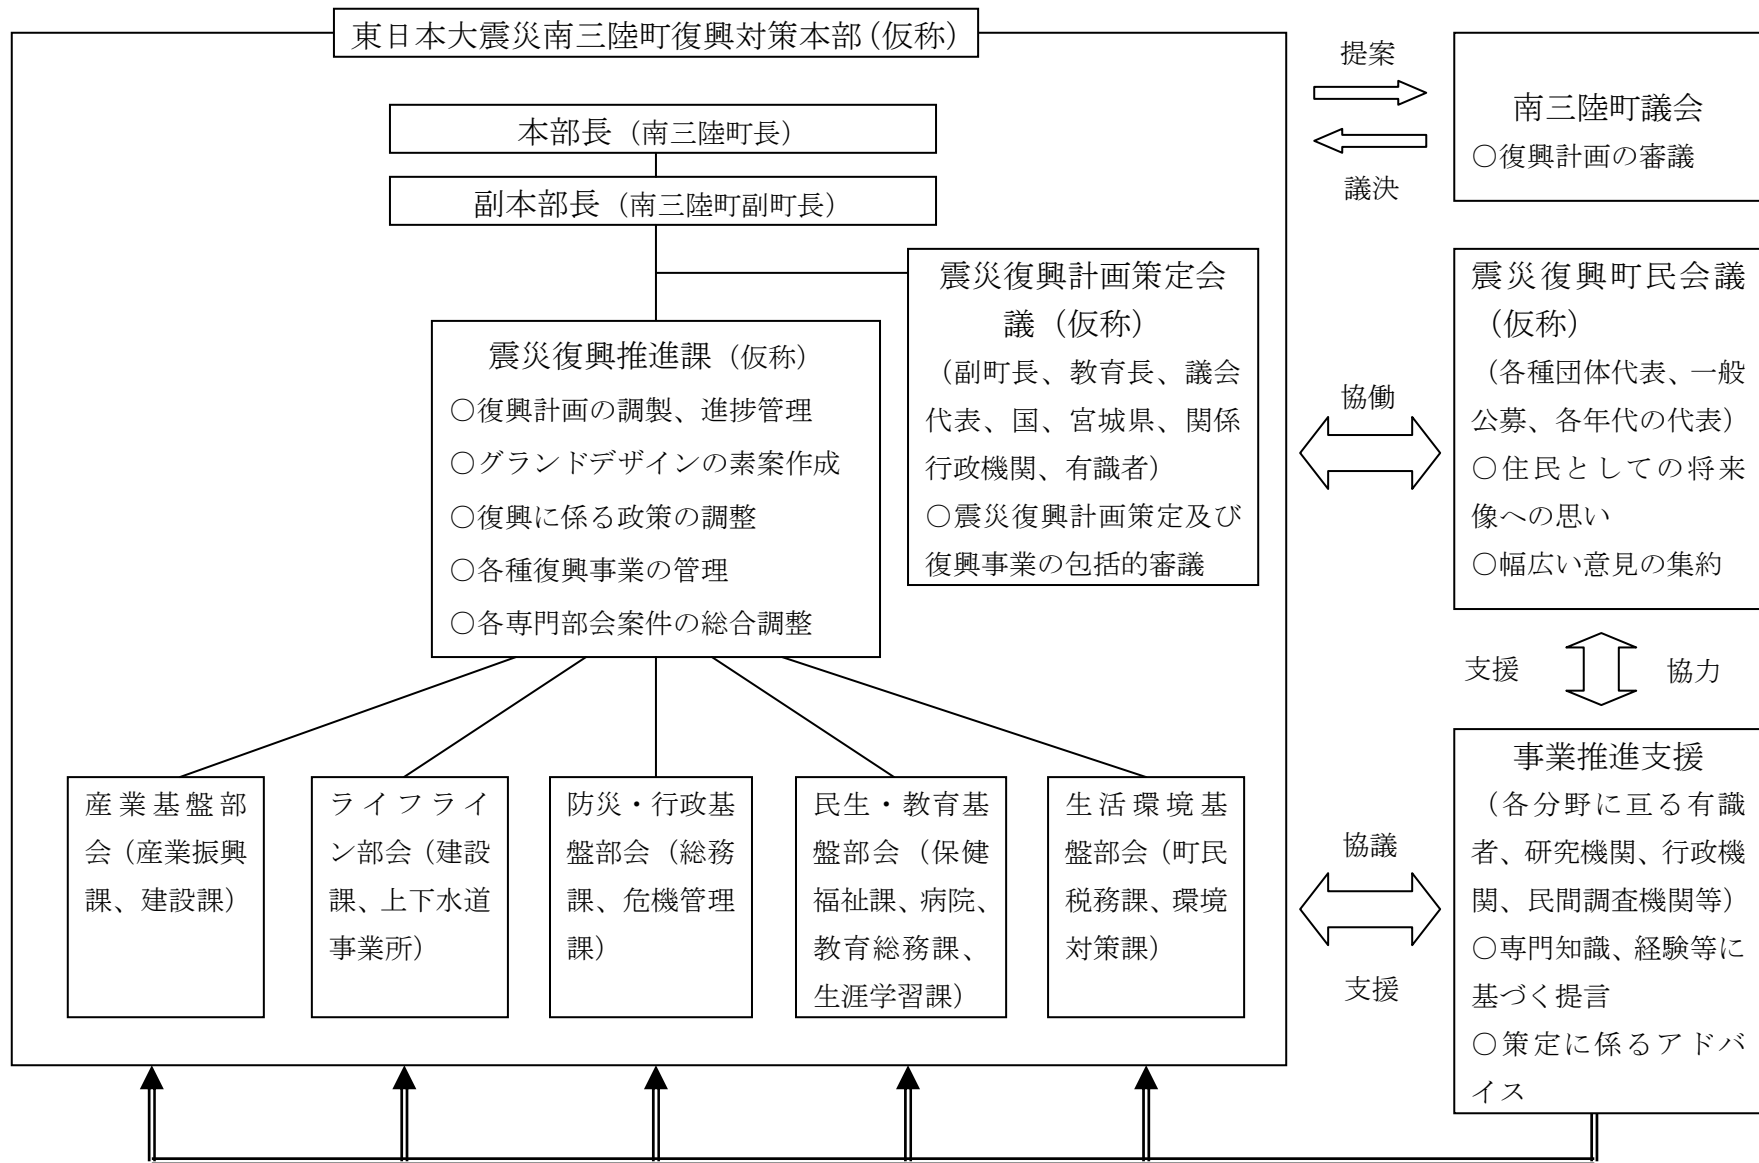 東日本大震災南三陸町復興対策本部(仮称)
本部長（南三陸町長）
副本部長（南三陸町副町長）
震災復興計画策定会
議（仮称）
（副町長、教育長、議会
代表、国、宮城県、関係
行政機関、有識者）
○震災復興計画策定及び
復興事業の包括的審議
震災復興推進課（仮称）
○復興計画の調製、進捗管理
○グランドデザインの素案作成
○復興に係る政策の調整
○各種復興事業の管理
○各専門部会案件の総合調整
産業基盤部
会（産業振興
課、建設課）
ライフライ
ン部会（建設
課、上下水道
事業所）
防災・行政基
盤部会（総務
課、危機管理
課）
民生・教育基
盤部会（保健
福祉課、病院、
教育総務課、
生涯学習課）
生活環境基
盤部会（町民
税務課、環境
対策課）
提案
議決
南三陸町議会
○復興計画の審議
協働
震災復興町民会議
（仮称）
（各種団体代表、一般
公募、各年代の代表）
○住民としての将来
像への思い
○幅広い意見の集約
支援
協力
協議
支援
事業推進支援
（各分野に亘る有識
者、研究機関、行政機
関、民間調査機関等）
○専門知識、経験等に
基づく提言
○策定に係るアドバ
イス